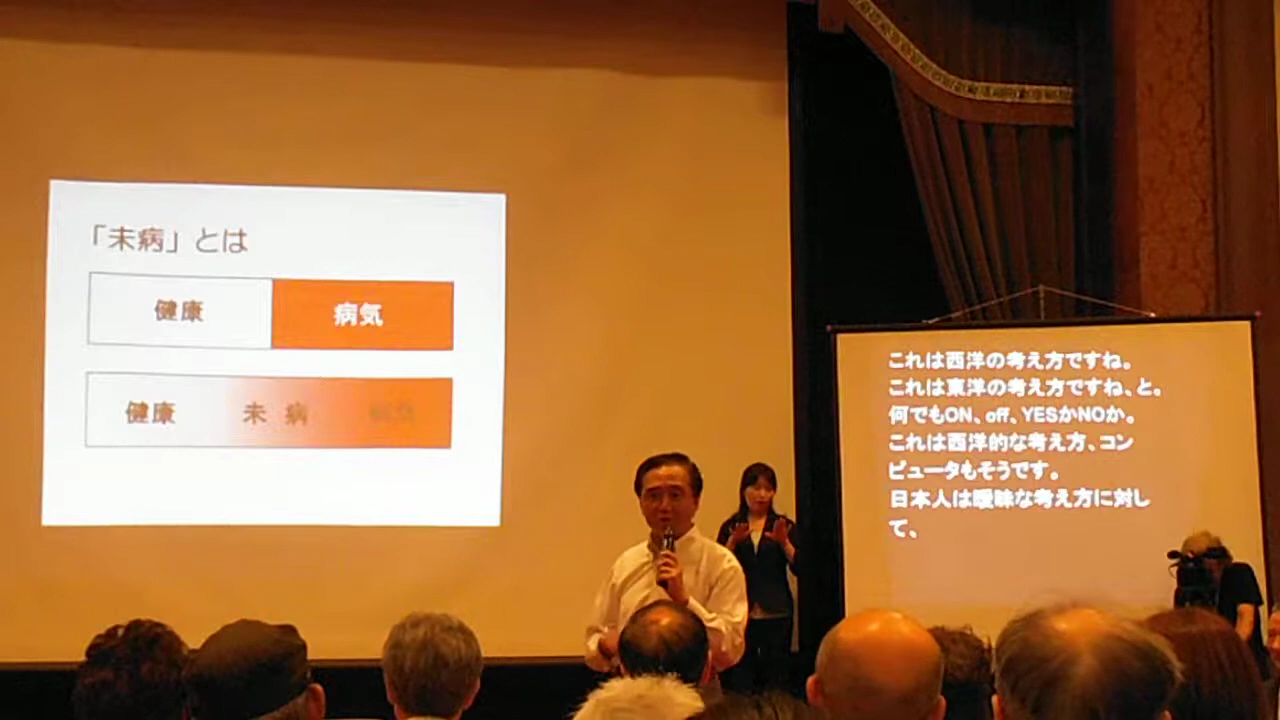 「未病」とは
健康 病気
健康 未 病 病気
これは西洋の考え方ですね。
これは東洋の考え方ですね、と。
何でもON、off、YESかNOか。
これは西洋的な考え方、コン
ピュータもそうです。
日本人は曖昧な考え方に対し
て、